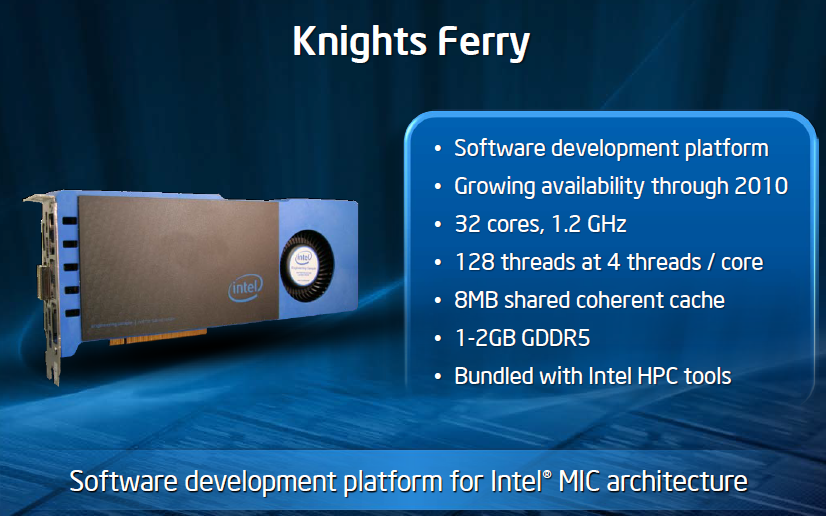 Knights Ferry
• Software development platform
• Growing availability through 2010
• 32 cores, 1.2 GHz
• 128 threads at 4 threads / core
• 8MB shared coherent cache
• 1-2GB GDDR5
• Bundled with Intel HPC tools
intel
intel
Software development platform for Intel® MIC architecture